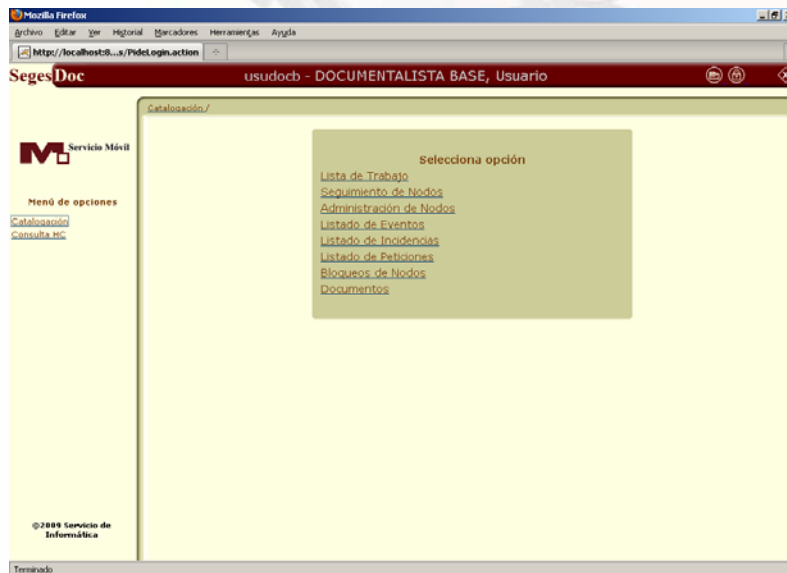 Mozilla Firefox
Archivo Editar Ver Historial Marcadores Herramientas Ayuda
http://localhost:8...s/PideLogin.action
SegesDoc
usudocb - DOCUMENTALISTA BASE, Usuario
Catalogación /
Servicio Móvil
Menú de opciones
Catalogación
Consulta HC
Selecciona opción
Lista de Trabajo
Seguimiento de Nodos
Administración de Nodos
Listado de Eventos
Listado de Incidencias
Listado de Peticiones
Bloqueos de Nodos
Documentos
©2009 Servicio de
Informática
Terminado